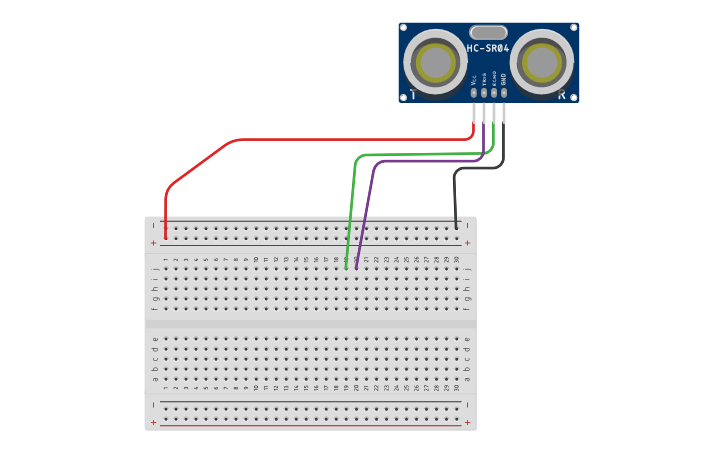 HC-SR04
Vcc TRIG ECHO GND
T R
- -
+ +
1 2 3 4 5 6 7 8 9 10 11 12 13 14 15 16 17 18 19 20 21 22 23 24 25 26 27 28 29 30
j j
i i
h h
g g
f f
e e
d d
c c
b b
a a
1 2 3 4 5 6 7 8 9 10 11 12 13 14 15 16 17 18 19 20 21 22 23 24 25 26 27 28 29 30
- -
+ +